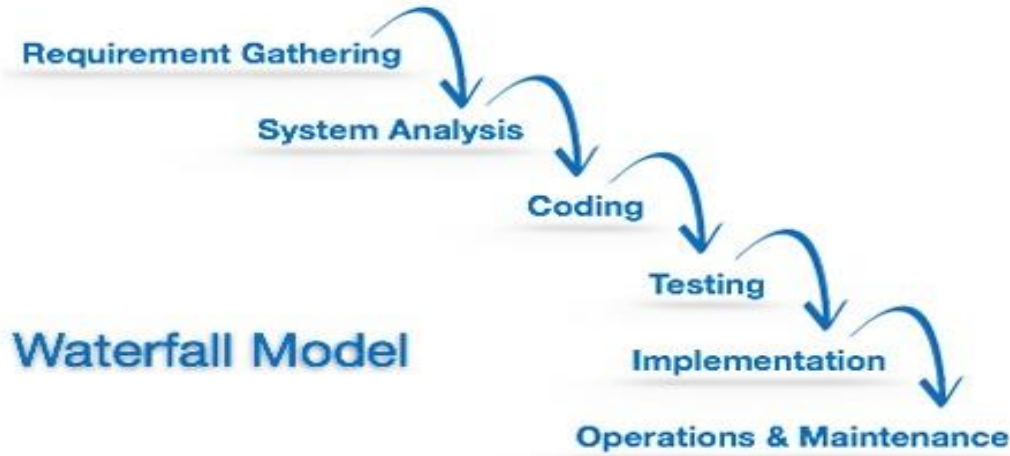 Requirement Gathering
System Analysis
Coding
Testing
Waterfall Model
Implementation
Operations & Maintenance